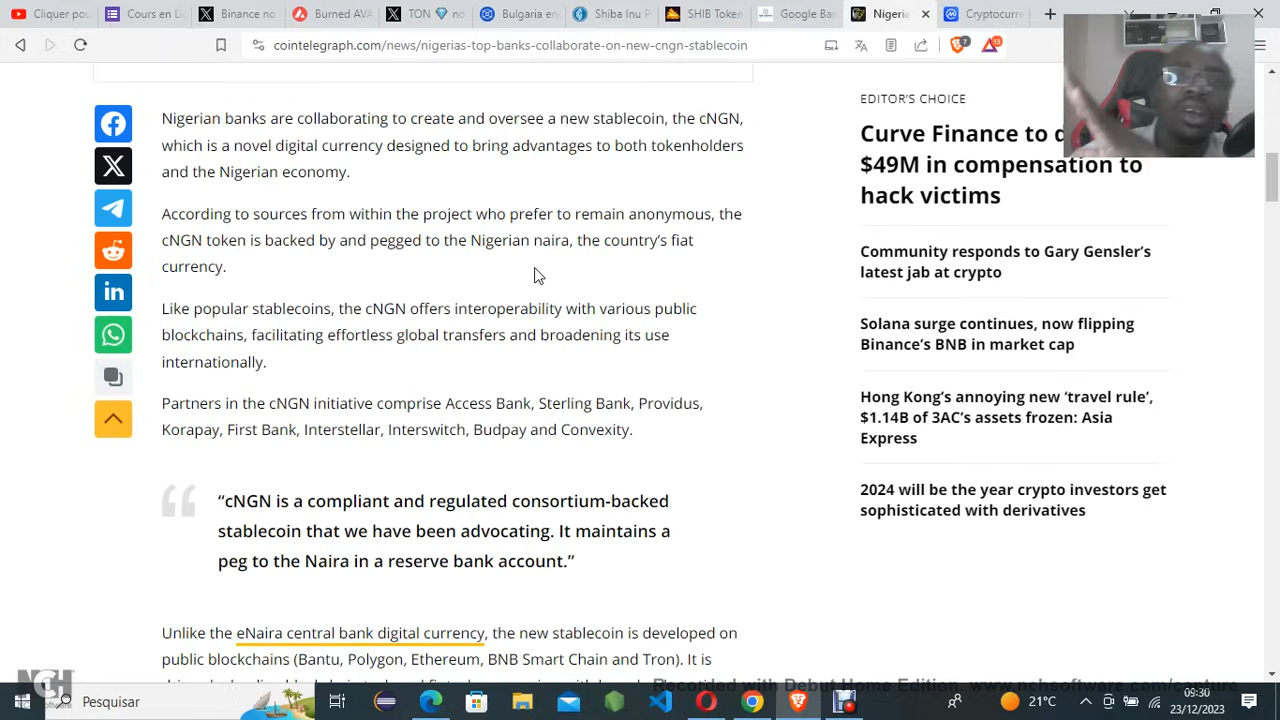 Clique pou
Cours en Li
Binance no
Burned AVA
TON 💎 no
Bulgaria en
Shiba Inu P
SHIB Token
Google Bar
Nigeria
Cryptocurre
cointelegraph.com/news/nigerias-top-banks-collaborate-on-new-cngn-stablecoin
7
13
Nigerian banks are collaborating to create and oversee a new stablecoin, the cNGN,
which is a novel digital currency designed to bring advantages to both tokenholders
and the Nigerian economy.
According to sources from within the project who prefer to remain anonymous, the
cNGN token is backed by and pegged to the Nigerian naira, the country's fiat
currency.
Like popular stablecoins, the cNGN offers interoperability with various public
blockchains, facilitating effortless global transfers and broadening its use
internationally.
Partners in the cNGN initiative comprise Access Bank, Sterling Bank, Providus,
Korapay, First Bank, Interstellar, Interswitch, Budpay and Convexity.
“cNGN is a compliant and regulated consortium-backed
stablecoin that we have been advocating. It maintains a
peg to the Naira in a reserve bank account.”
Unlike the eNaira central bank digital currency, the new stablecoin is developed on
public blockchains (Bantu, Polygon, Ethereum, BNB Smart Chain and Tron). It is
EDITOR'S CHOICE
Curve Finance to
$49M in compensation to
hack victims
Community responds to Gary Gensler's
latest jab at crypto
Solana surge continues, now flipping
Binance's BNB in market cap
Hong Kong's annoying new ‘travel rule’,
$1.14B of 3AC's assets frozen: Asia
Express
2024 will be the year crypto investors get
sophisticated with derivatives
NCH
Recorded with Debut Home Edition. www.nchsoftware.com/capture
Pesquisar
21°C
09:30
23/12/2023